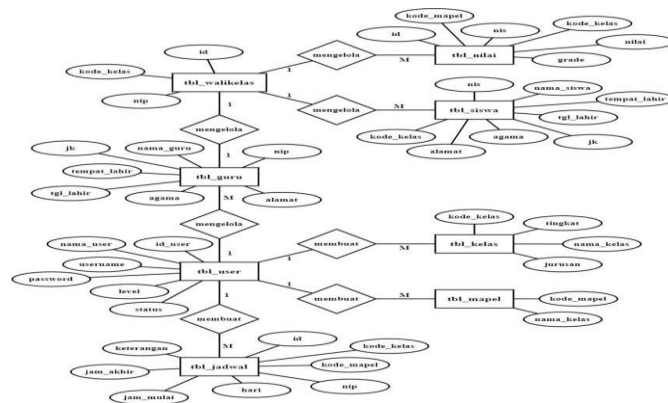 kode_mapel
nis
kode_kelas
id
id
nilai
mengelola
tbl_nilai
grade
kode_kelas
tbl_walikelas
1
M
nip
1
nis
nama_siswa
1
mengelola
M
tbl_siswa
tempat_lahir
tgl_lahir
mengelola
kode_kelas
agama
jk
alamat
jk
nama_guru
nip
1
tempat_lahir
tbl_guru
tgl_lahir
agama
M
alamat
mengelola
kode_kelas
tingkat
nama_user
id_user
membuat
tbl_kelas
nama_kelas
username
1
M
tbl_user
1
jurusan
password
level
1
1
status
membuat
M
tbl_mapel
kode_mapel
nama_kelas
membuat
id
keterangan
M
kode_kelas
jam_akhir
tbl_jadwal
kode_mapel
jam_mulai
hari
nip